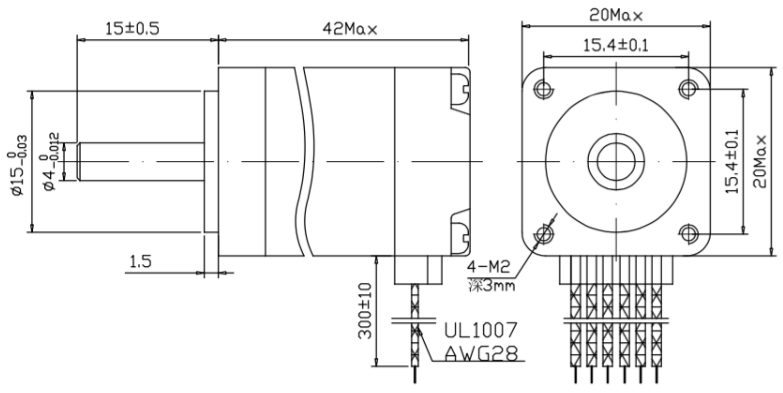 15±0.5
42Max
20Max
15.4±0.1
ø15 0 -0.03
ø4 0 -0.012
15.4±0.1
20Max
1.5
4-M2
深3mm
300±10
UL1007
AWG28